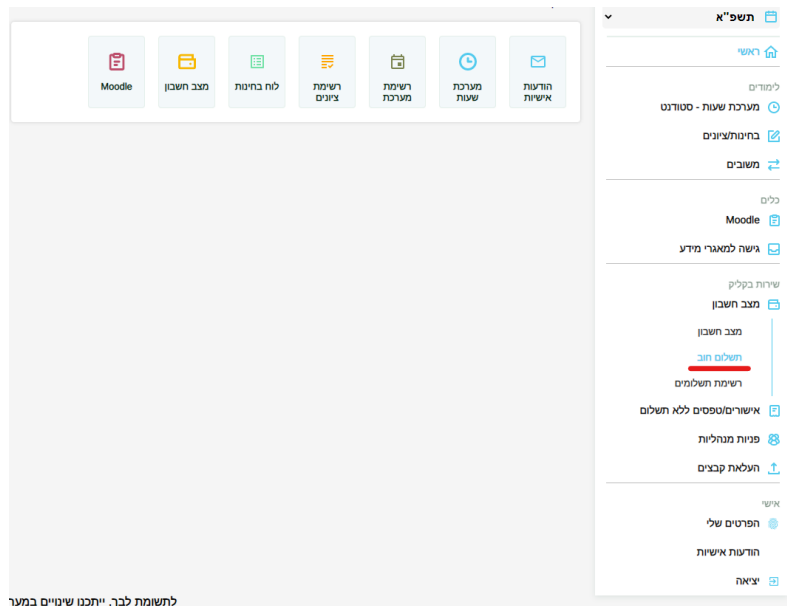 תשפ"א
ראשי
לימודים
מערכת שעות - סטודנט
בחינות/ציונים
משובים
כלים
Moodle
גישה למאגרי מידע
שירות בקליק
מצב חשבון
מצב חשבון
תשלום חוב
רשימת תשלומים
אישורים/טפסים ללא תשלום
פניות מנהליות
העלאת קבצים
אישי
הפרטים שלי
הודעות אישיות
יציאה
הודעות
אישיות
מערכת
שעות
רשימת
מערכת
רשימת
ציונים
לוח בחינות
מצב חשבון
Moodle
לתשומת לבך, ייתכנו שינויים במער